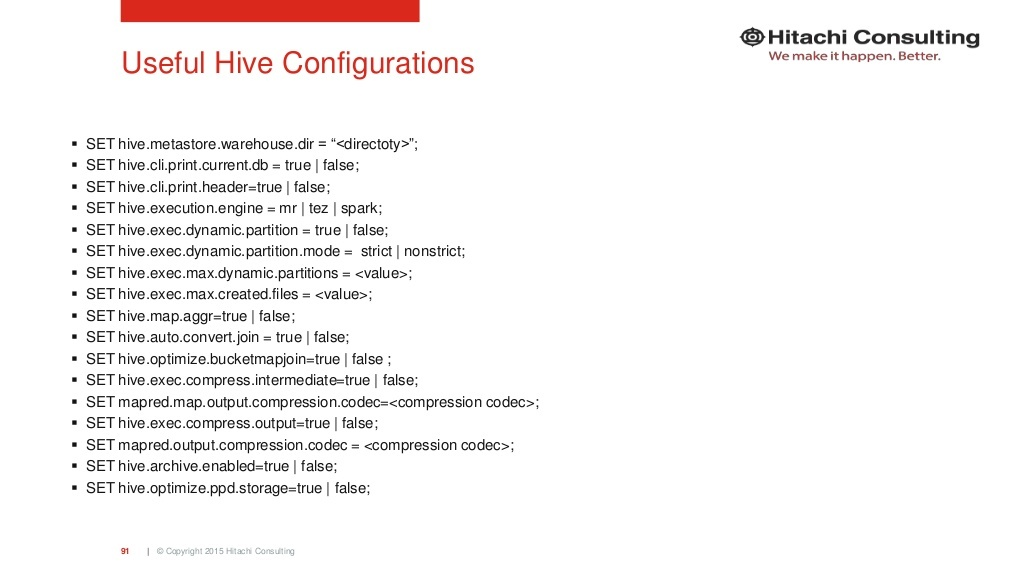 Hitachi Consulting
We make it happen. Better.
Useful Hive Configurations
▪ SET hive.metastore.warehouse.dir = “<directoty>”;
▪ SET hive.cli.print.current.db = true | false;
▪ SET hive.cli.print.header=true | false;
▪ SET hive.execution.engine = mr | tez | spark;
▪ SET hive.exec.dynamic.partition = true | false;
▪ SET hive.exec.dynamic.partition.mode = strict | nonstrict;
▪ SET hive.exec.max.dynamic.partitions = <value>;
▪ SET hive.exec.max.created.files = <value>;
▪ SET hive.map.aggr=true | false;
▪ SET hive.auto.convert.join = true | false;
▪ SET hive.optimize.bucketmapjoin=true | false ;
▪ SET hive.exec.compress.intermediate=true | false;
▪ SET mapred.map.output.compression.codec=<compression codec>;
▪ SET hive.exec.compress.output=true | false;
▪ SET mapred.output.compression.codec = <compression codec>;
▪ SET hive.archive.enabled=true | false;
▪ SET hive.optimize.ppd.storage=true | false;
91 | © Copyright 2015 Hitachi Consulting